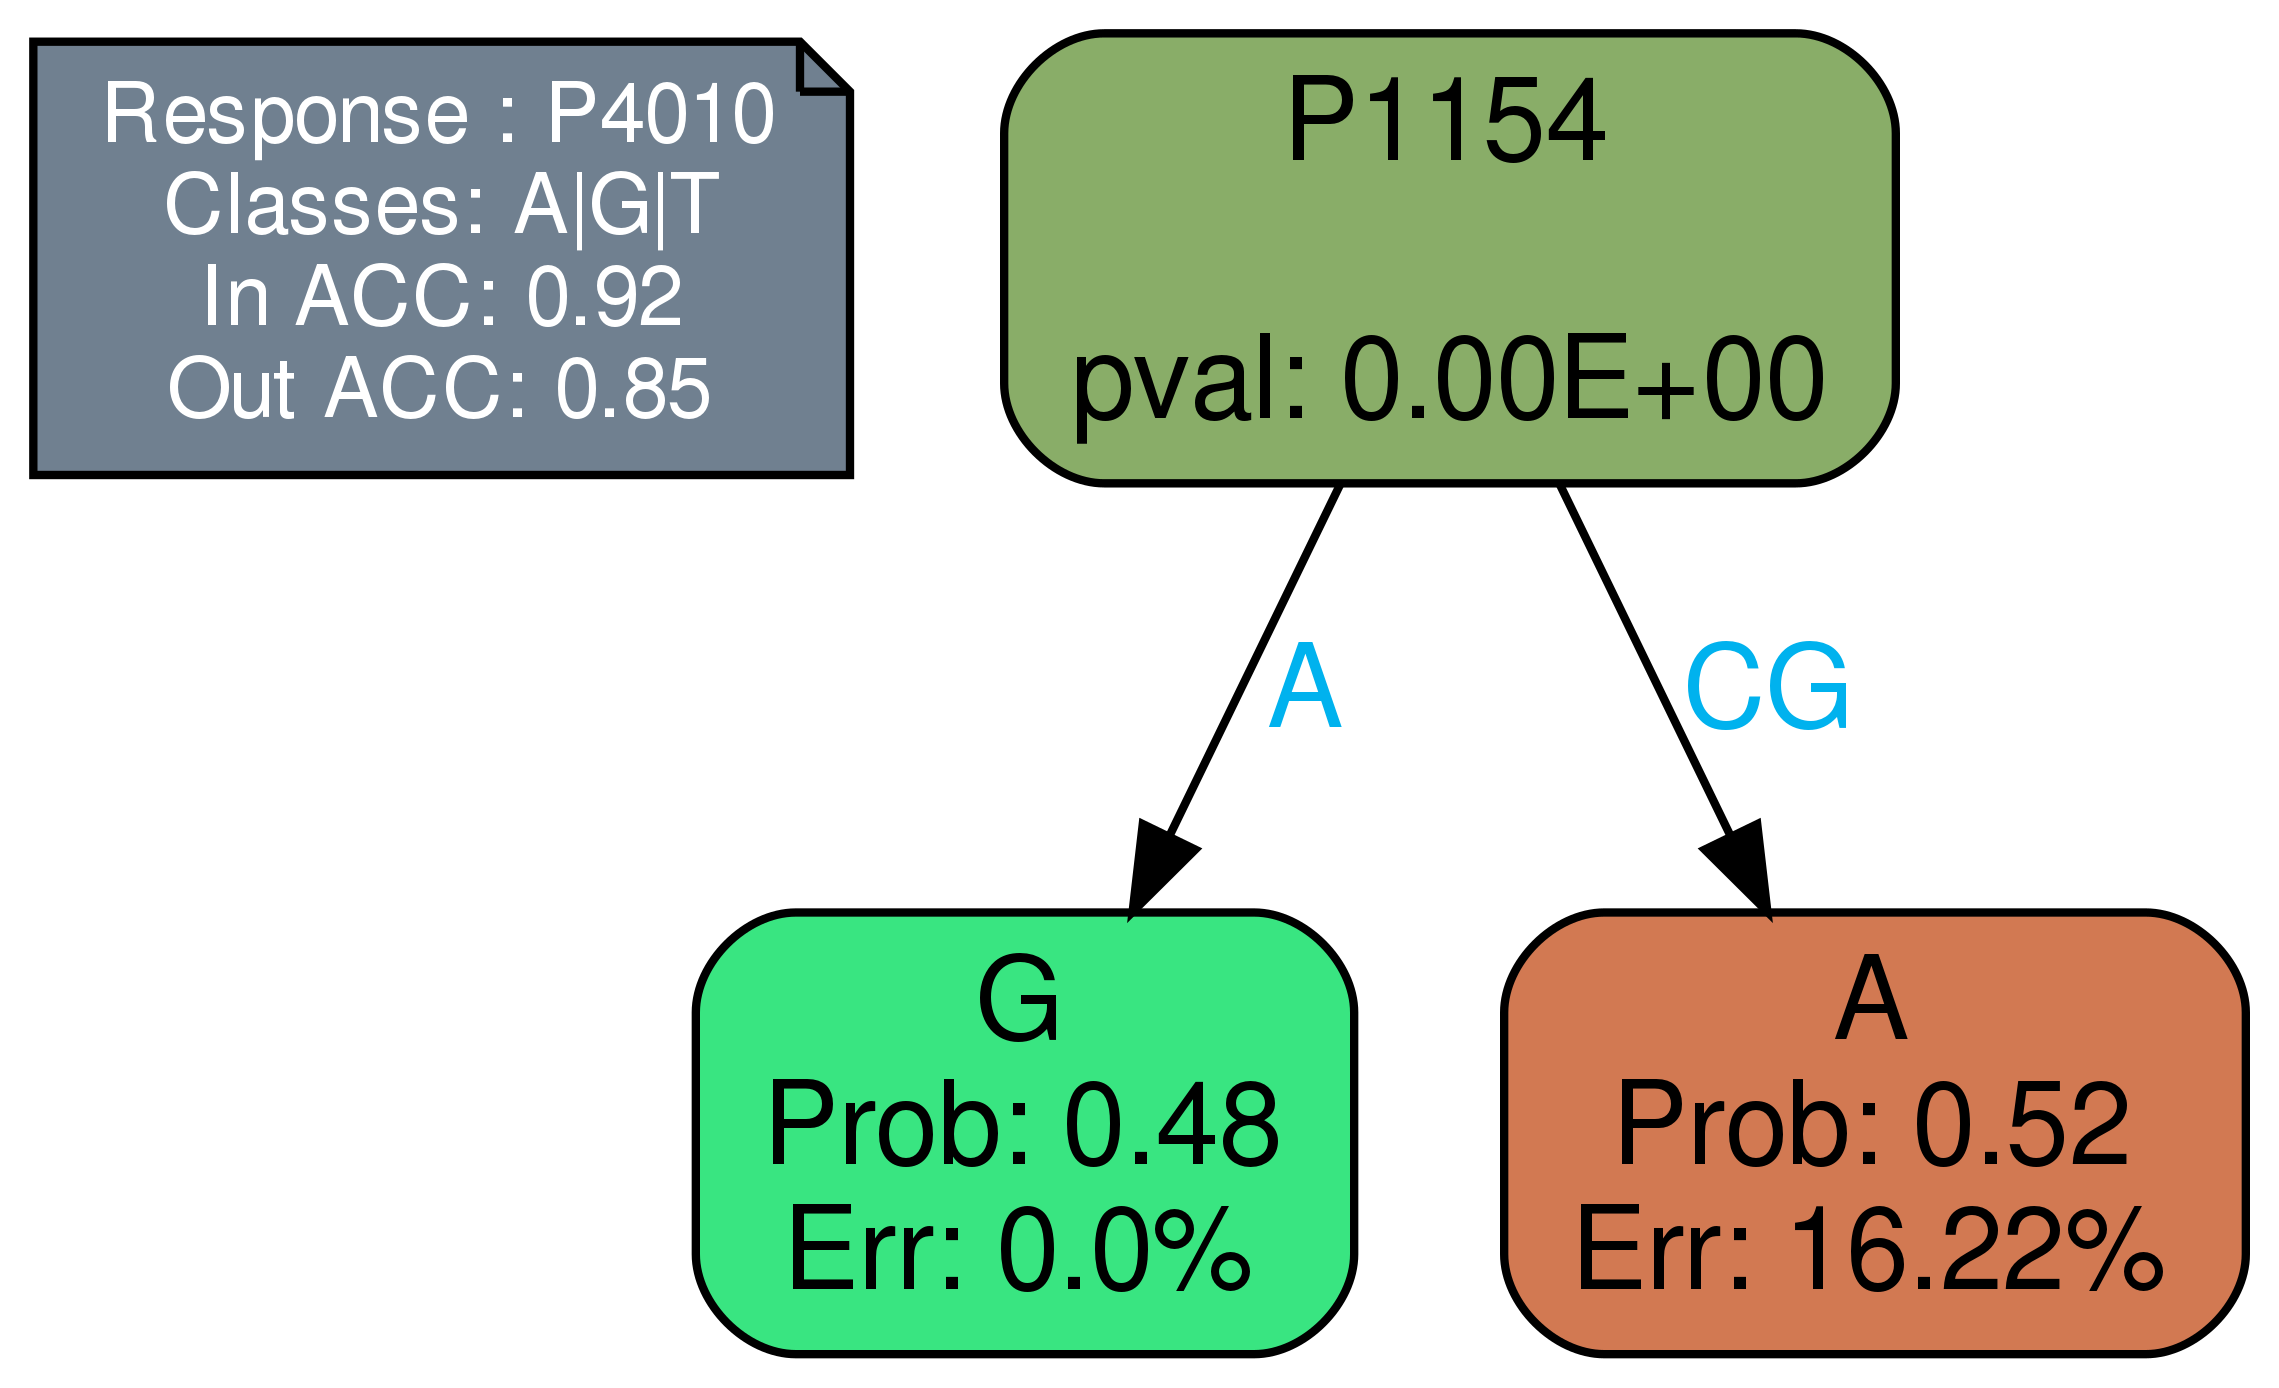 Response : P4010
Classes: A|G|T
In ACC: 0.92
Out ACC: 0.85
P1154
pval: 0.00E+00
A
CG
G
Prob: 0.48
Err: 0.0%
A
Prob: 0.52
Err: 16.22%